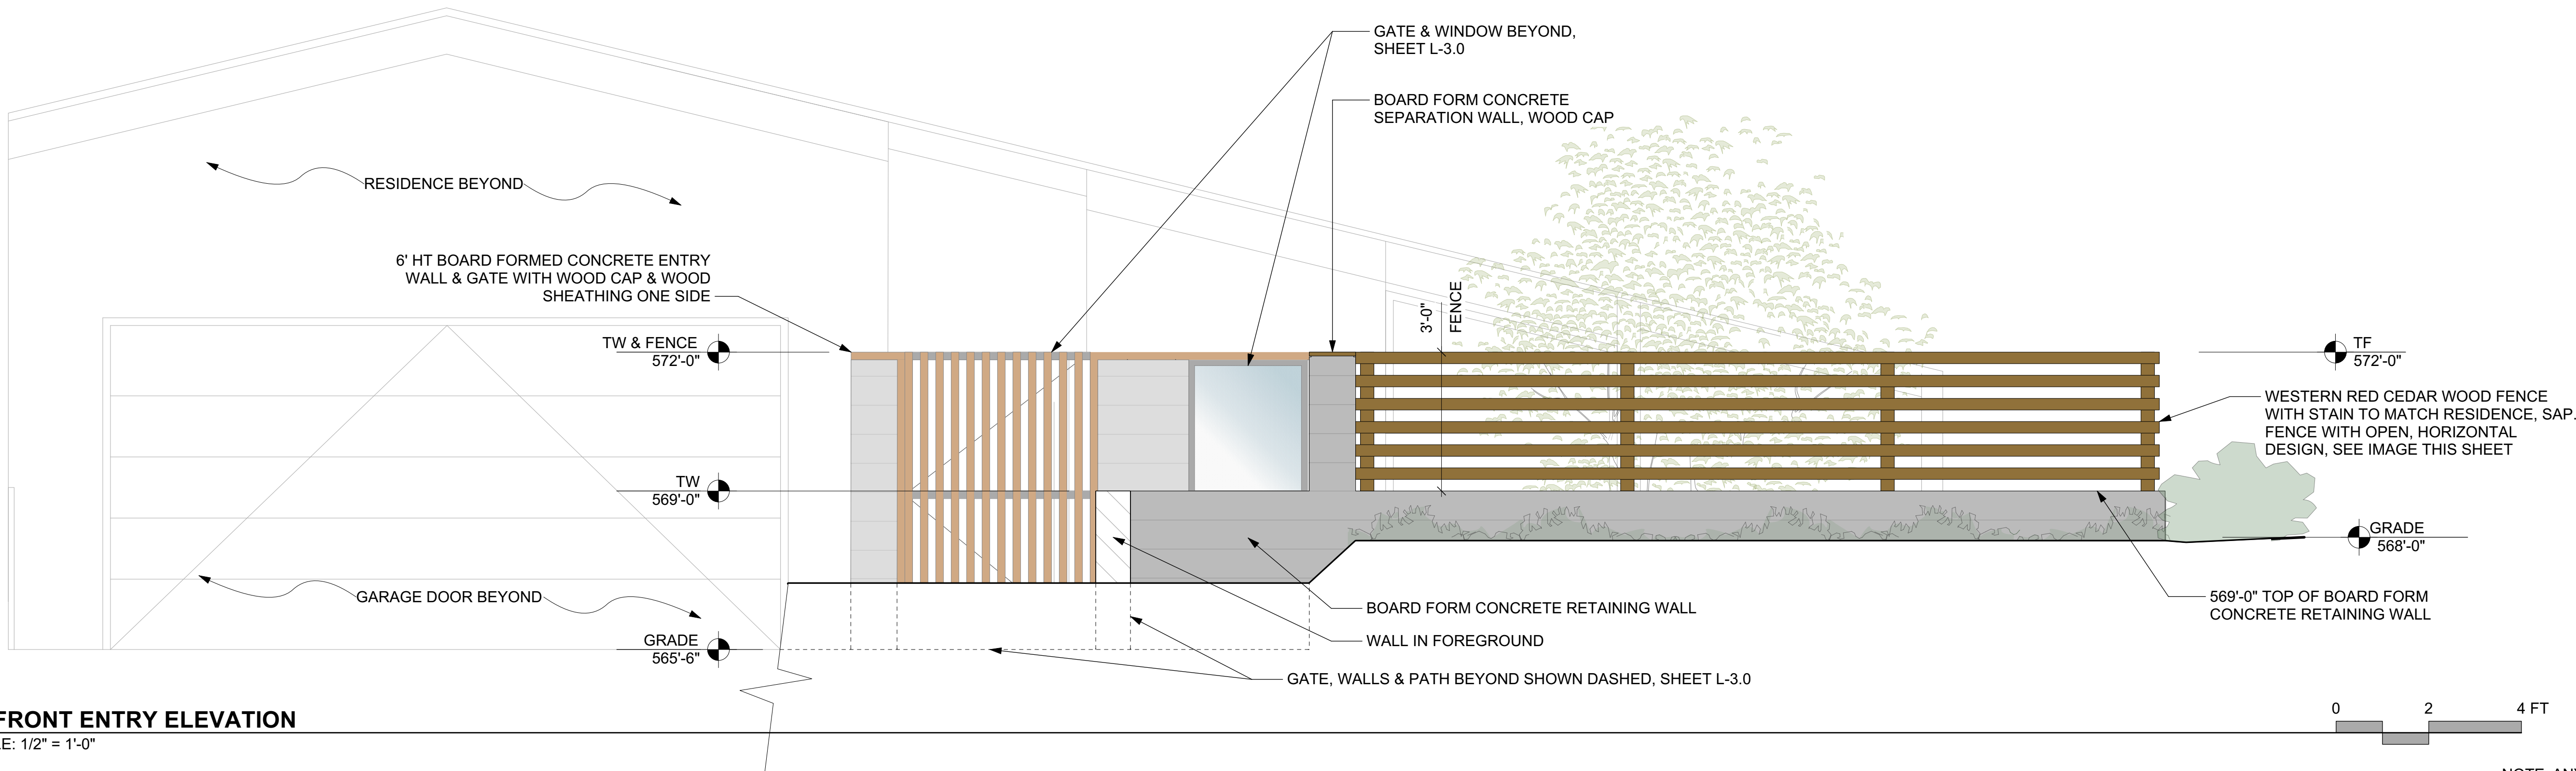 GATE & WINDOW BEYOND,
SHEET L-3.0
BOARD FORM CONCRETE
SEPARATION WALL, WOOD CAP
RESIDENCE BEYOND
6' HT BOARD FORMED CONCRETE ENTRY
WALL & GATE WITH WOOD CAP & WOOD
SHEATHING ONE SIDE
3'-0"
FENCE
TW & FENCE
572'-0"
TF
572'-0"
WESTERN RED CEDAR WOOD FENCE
WITH STAIN TO MATCH RESIDENCE, SAP.
FENCE WITH OPEN, HORIZONTAL
DESIGN, SEE IMAGE THIS SHEET
TW
569'-0"
GRADE
568'-0"
GARAGE DOOR BEYOND
BOARD FORM CONCRETE RETAINING WALL
569'-0" TOP OF BOARD FORM
CONCRETE RETAINING WALL
WALL IN FOREGROUND
GRADE
565'-6"
GATE, WALLS & PATH BEYOND SHOWN DASHED, SHEET L-3.0
FRONT ENTRY ELEVATION
E: 1/2" = 1'-0"
0 2 4 FT